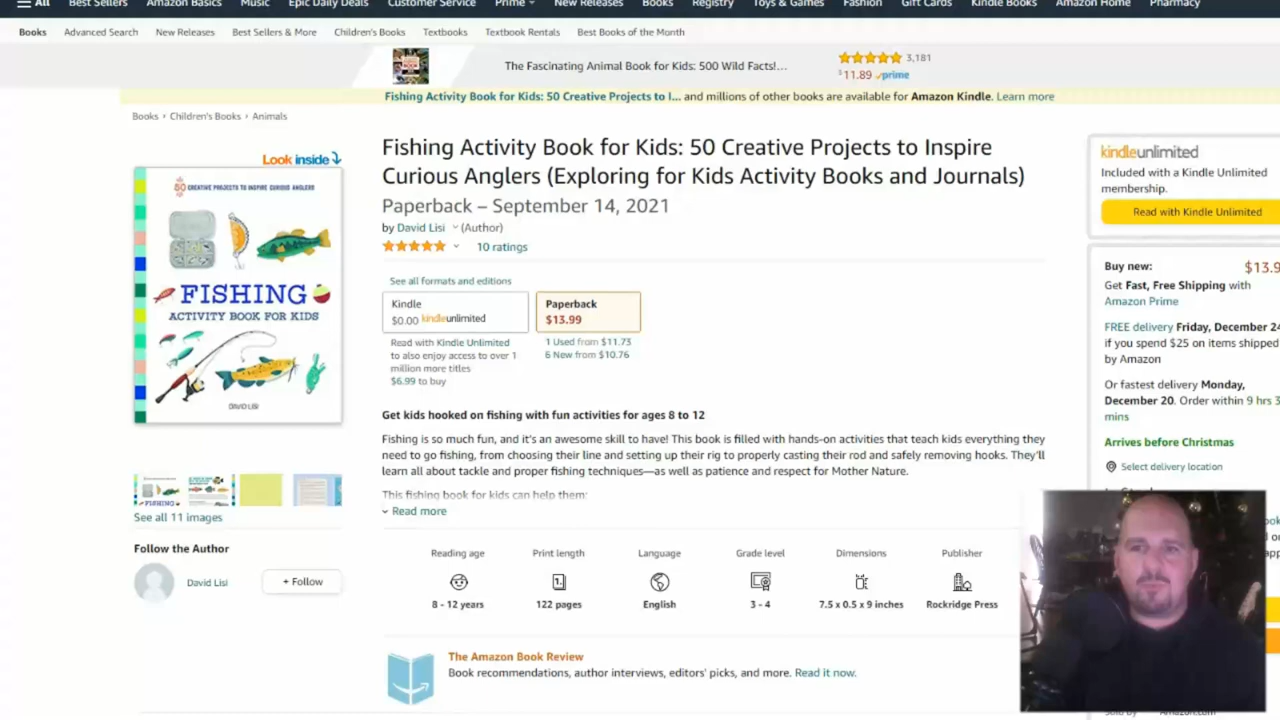 All Best Sellers Amazon Basics Music Epic Daily Deals Customer Service Prime New Releases Books Registry Toys & Games Fashion Gift Cards Kindle Books Amazon Home Pharmacy
Books Advanced Search New Releases Best Sellers & More Children's Books Textbooks Textbook Rentals Best Books of the Month
The Fascinating Animal Book for Kids: 500 Wild Facts!...
3,181
$11.89 prime
Fishing Activity Book for Kids: 50 Creative Projects to I... and millions of other books are available for Amazon Kindle. Learn more
Books › Children's Books › Animals
Look inside
50 CREATIVE PROJECTS TO INSPIRE CURIOUS ANGLERS
FISHING
ACTIVITY BOOK FOR KIDS
DAVID LISI
See all 11 images
Follow the Author
David Lisi
+ Follow
Fishing Activity Book for Kids: 50 Creative Projects to Inspire
Curious Anglers (Exploring for Kids Activity Books and Journals)
Paperback – September 14, 2021
by David Lisi (Author)
10 ratings
See all formats and editions
Kindle
$0.00 kindleunlimited
Read with Kindle Unlimited
to also enjoy access to over 1
million more titles
$6.99 to buy
Paperback
$13.99
1 Used from $11.73
6 New from $10.76
Get kids hooked on fishing with fun activities for ages 8 to 12
Fishing is so much fun, and it's an awesome skill to have! This book is filled with hands-on activities that teach kids everything they
need to go fishing, from choosing their line and setting up their rig to properly casting their rod and safely removing hooks. They'll
learn all about tackle and proper fishing techniques—as well as patience and respect for Mother Nature.
This fishing book for kids can help them:
Read more
Reading age Print length Language Grade level Dimensions Publisher
8 - 12 years 122 pages English 3 - 4 7.5 x 0.5 x 9 inches Rockridge Press
The Amazon Book Review
Book recommendations, author interviews, editors' picks, and more. Read it now.
kindleunlimited
Included with a Kindle Unlimited
membership.
Read with Kindle Unlimited
Buy new: $13.9
Get Fast, Free Shipping with
Amazon Prime
FREE delivery Friday, December 24
if you spend $25 on items shipped
by Amazon
Or fastest delivery Monday,
December 20. Order within 9 hrs 3
mins
Arrives before Christmas
Select delivery location